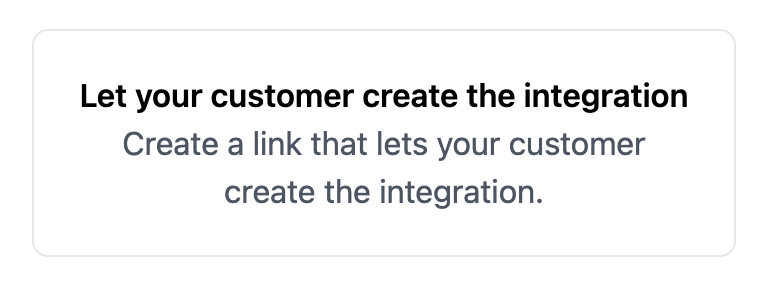 Let your customer create the integration
Create a link that lets your customer
create the integration.